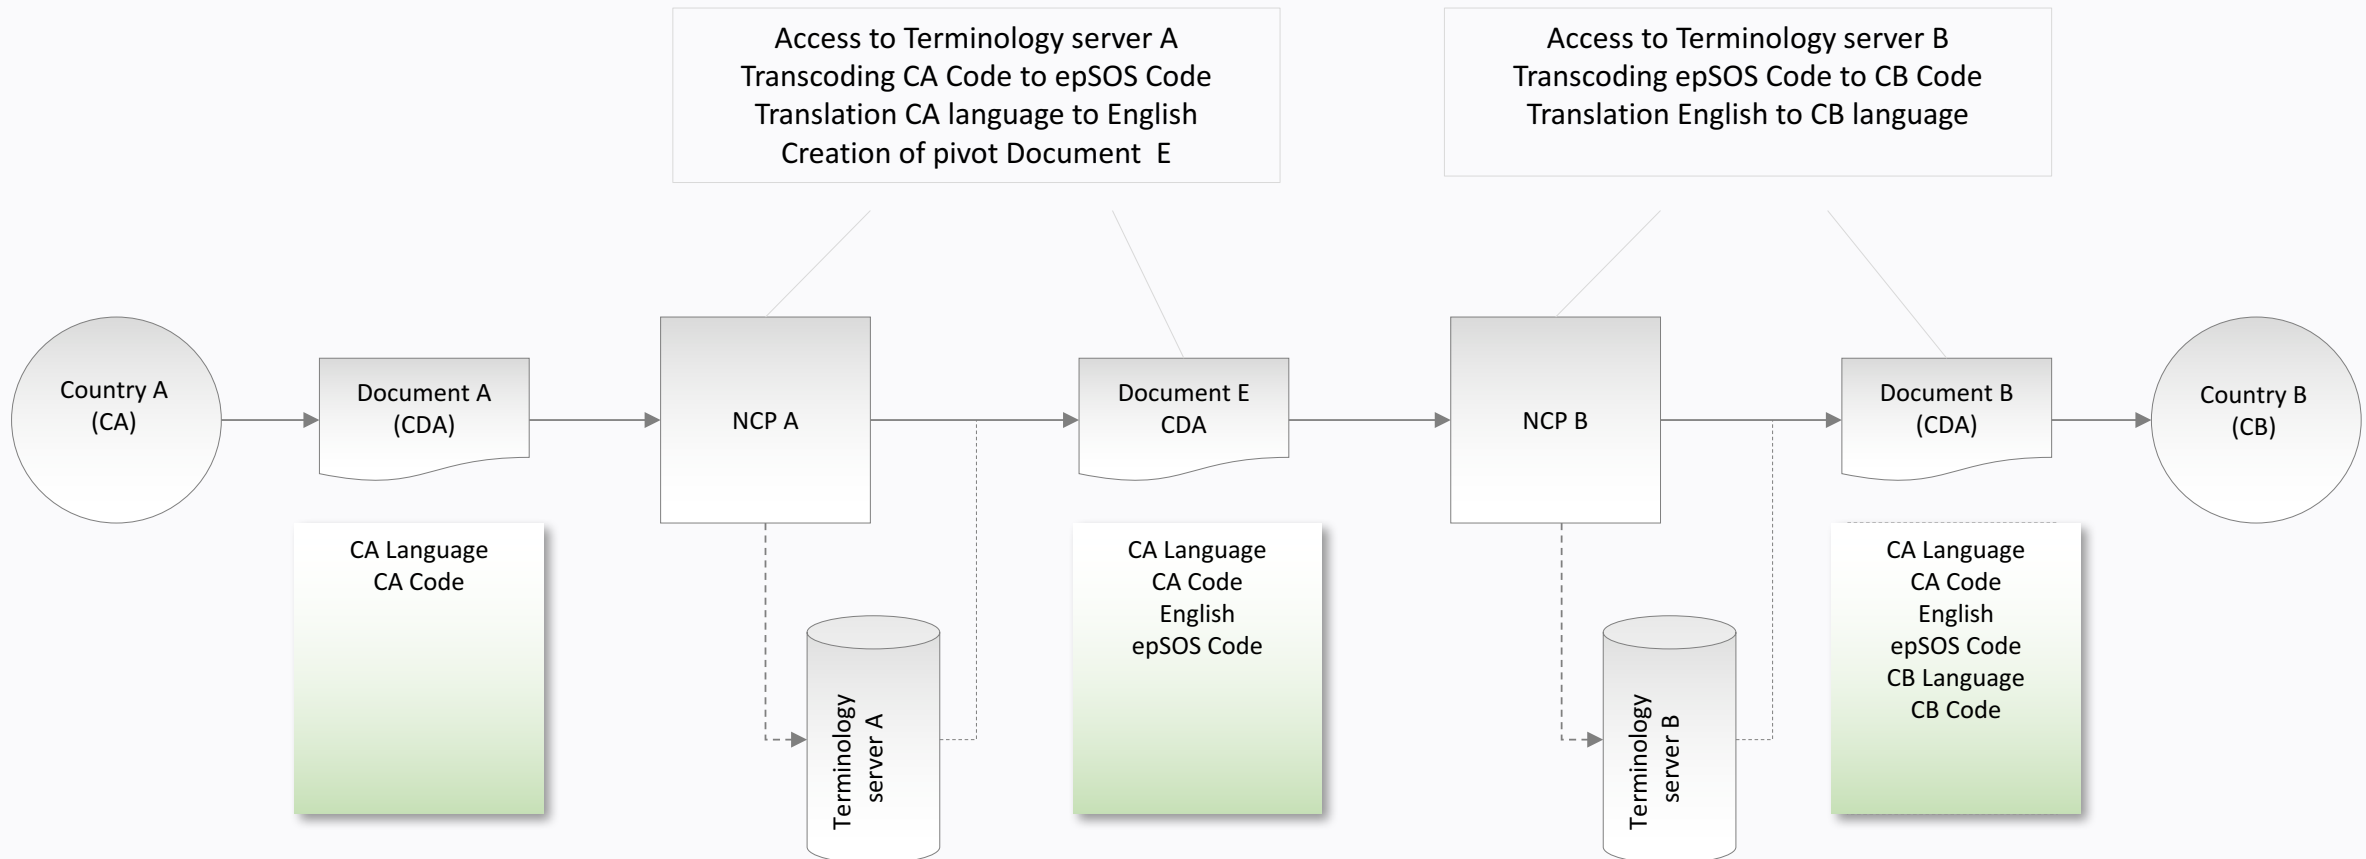 Access to Terminology server A
Transcoding CA Code to epSOS Code
Translation CA language to English
Creation of pivot Document E
Access to Terminology server B
Transcoding epSOS Code to CB Code
Translation English to CB language
Country A
(CA)
Document A
(CDA)
NCP A
Document E
CDA
NCP B
Document B
(CDA)
Country B
(CB)
CA Language
CA Code
Terminology
server A
CA Language
CA Code
English
epSOS Code
Terminology
server B
CA Language
CA Code
English
epSOS Code
CB Language
CB Code